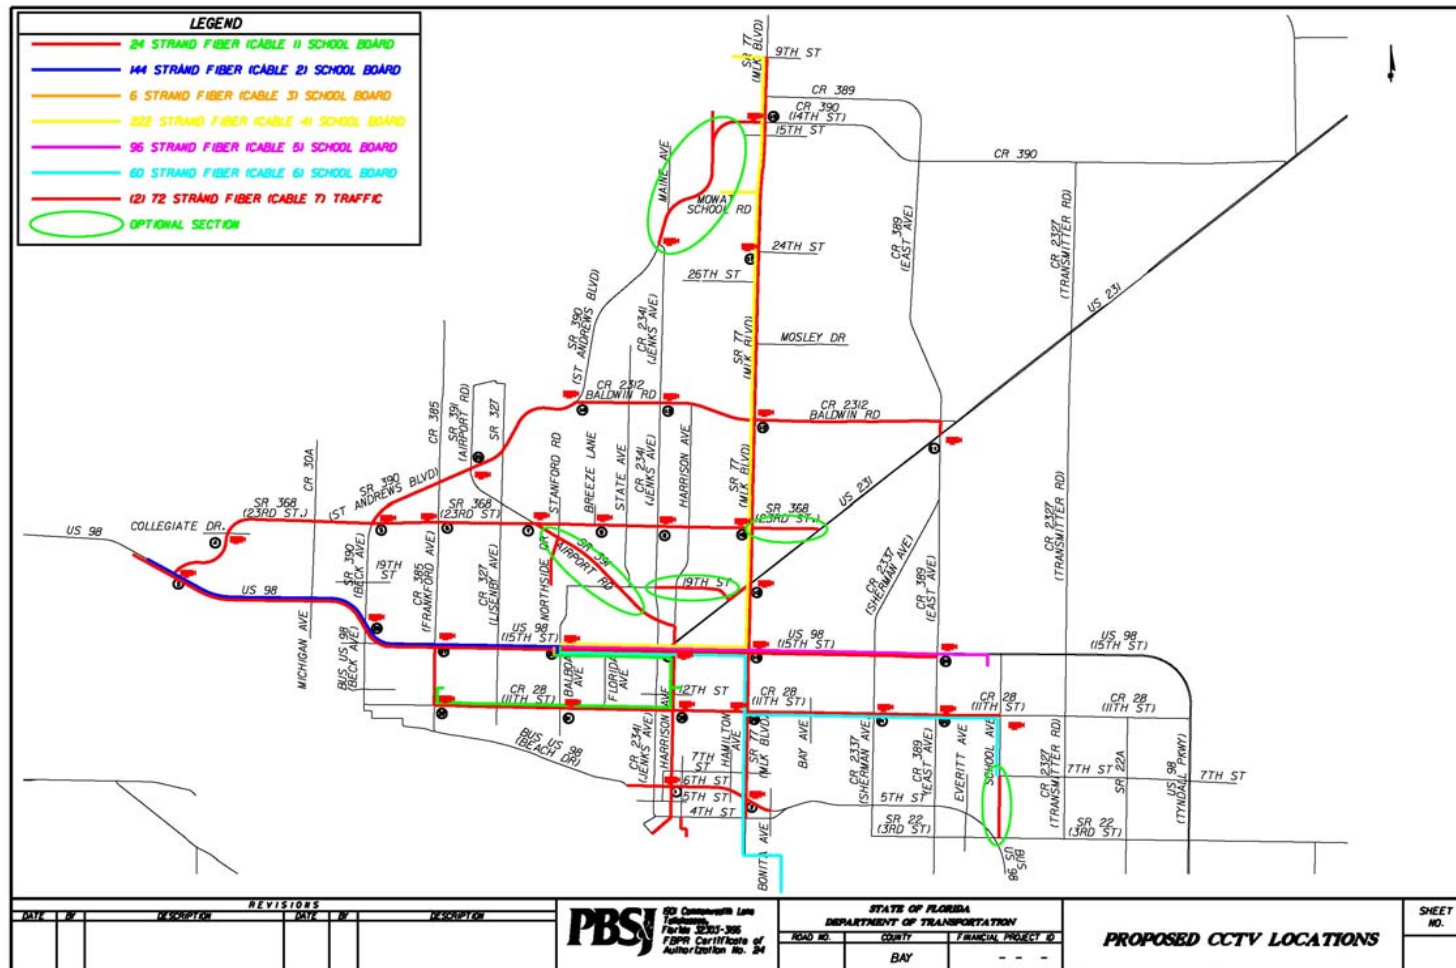 LEGEND
24 STRAND FIBER (CABLE 1) SCHOOL BOARD
144 STRAND FIBER (CABLE 2) SCHOOL BOARD
6 STRAND FIBER (CABLE 3) SCHOOL BOARD
222 STRAND FIBER (CABLE 4) SCHOOL BOARD
96 STRAND FIBER (CABLE 5) SCHOOL BOARD
60 STRAND FIBER (CABLE 6) SCHOOL BOARD
(2) 72 STRAND FIBER (CABLE 7) TRAFFIC
OPTIONAL SECTION
SR 77
(MLK BLVD)
9TH ST
CR 389
CR 390
(14TH ST)
15TH ST
CR 390
MAINE AVE
MOWAT
SCHOOL RD
24TH ST
26TH ST
CR 389
(EAST AVE)
CR 2327
(TRANSMITTER RD)
US 231
SR 390
(ST ANDREWS BLVD)
CR 2341
(JENKS AVE)
MOSLEY DR
SR 77
(MLK BLVD)
CR 2312
BALDWIN RD
CR 2312
BALDWIN RD
CR 385
SR 391
(AIRPORT RD)
SR 327
CR 30A
SR 390
(ST ANDREWS BLVD)
STANFORD RD
BREEZE LANE
STATE AVE
CR 2341
(JENKS AVE)
HARRISON AVE
SR 77
(MLK BLVD)
US 231
CR 2327
(TRANSMITTER RD)
US 98
COLLEGIATE DR.
SR 368
(23RD ST.)
SR 368
(23RD ST)
SR 368
(23RD ST.)
SR 391
AIRPORT RD
19TH
ST
SR 390
(BECK AVE)
CR 385
(FRANKFORD AVE)
CR 327
(LISENBY AVE)
NORTHSIDE DR
19TH ST
CR 2337
(SHERMAN AVE)
CR 389
(EAST AVE)
US 98
MICHIGAN AVE
BUS US 98
(BECK AVE)
US 98
(15TH ST)
US 98
(15TH ST)
US 98
(15TH ST)
BALBOA
AVE
FLORIDA
AVE
12TH ST
CR 28
(11TH ST)
CR 28
(11TH ST)
CR 28
(11TH ST)
CR 28
(11TH ST)
BUS US 98
(BEACH DR)
CR 2341
(JENKS AVE)
HARRISON AVE
HAMILTON
AVE
SR 77
(MLK BLVD)
BAY AVE
CR 2337
(SHERMAN AVE)
CR 389
(EAST AVE)
EVERITT AVE
SCHOOL AVE
CR 2327
(TRANSMITTER RD)
SR 22A
US 98
(TYNDALL PKWY)
7TH
ST
6TH ST
5TH ST
4TH ST
7TH ST
7TH ST
5TH ST
SR 22
(3RD ST)
SR 22
(3RD ST)
BONITA AVE
BUS
US 98
REVISIONS
DATE BY DESCRIPTION DATE BY DESCRIPTION
PBSJ
Florida
FBPR Certificate of
Authorization No. 24
STATE OF FLORIDA
DEPARTMENT OF TRANSPORTATION
ROAD NO. COUNTY FINANCIAL PROJECT ID
BAY - - -
PROPOSED CCTV LOCATIONS
SHEET
NO.